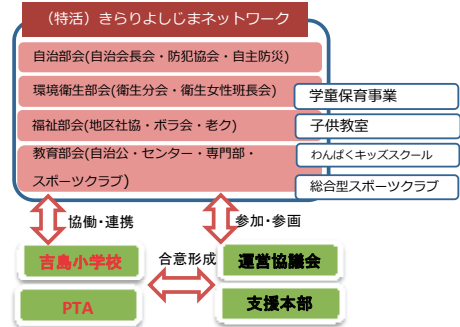 （特活）きらりよしじまネットワーク
自治部会(自治会長会・防犯協会・自主防災)
環境衛生部会(衛生分会・衛生女性班長会)
福祉部会(地区社協・ボラ会・老ク)
教育部会(自治公・センター・専門部・
スポーツクラブ)
学童保育事業
子供教室
わんぱくキッズスクール
総合型スポーツクラブ
協働・連携
参加・参画
吉島小学校
合意形成
運営協議会
PTA
支援本部